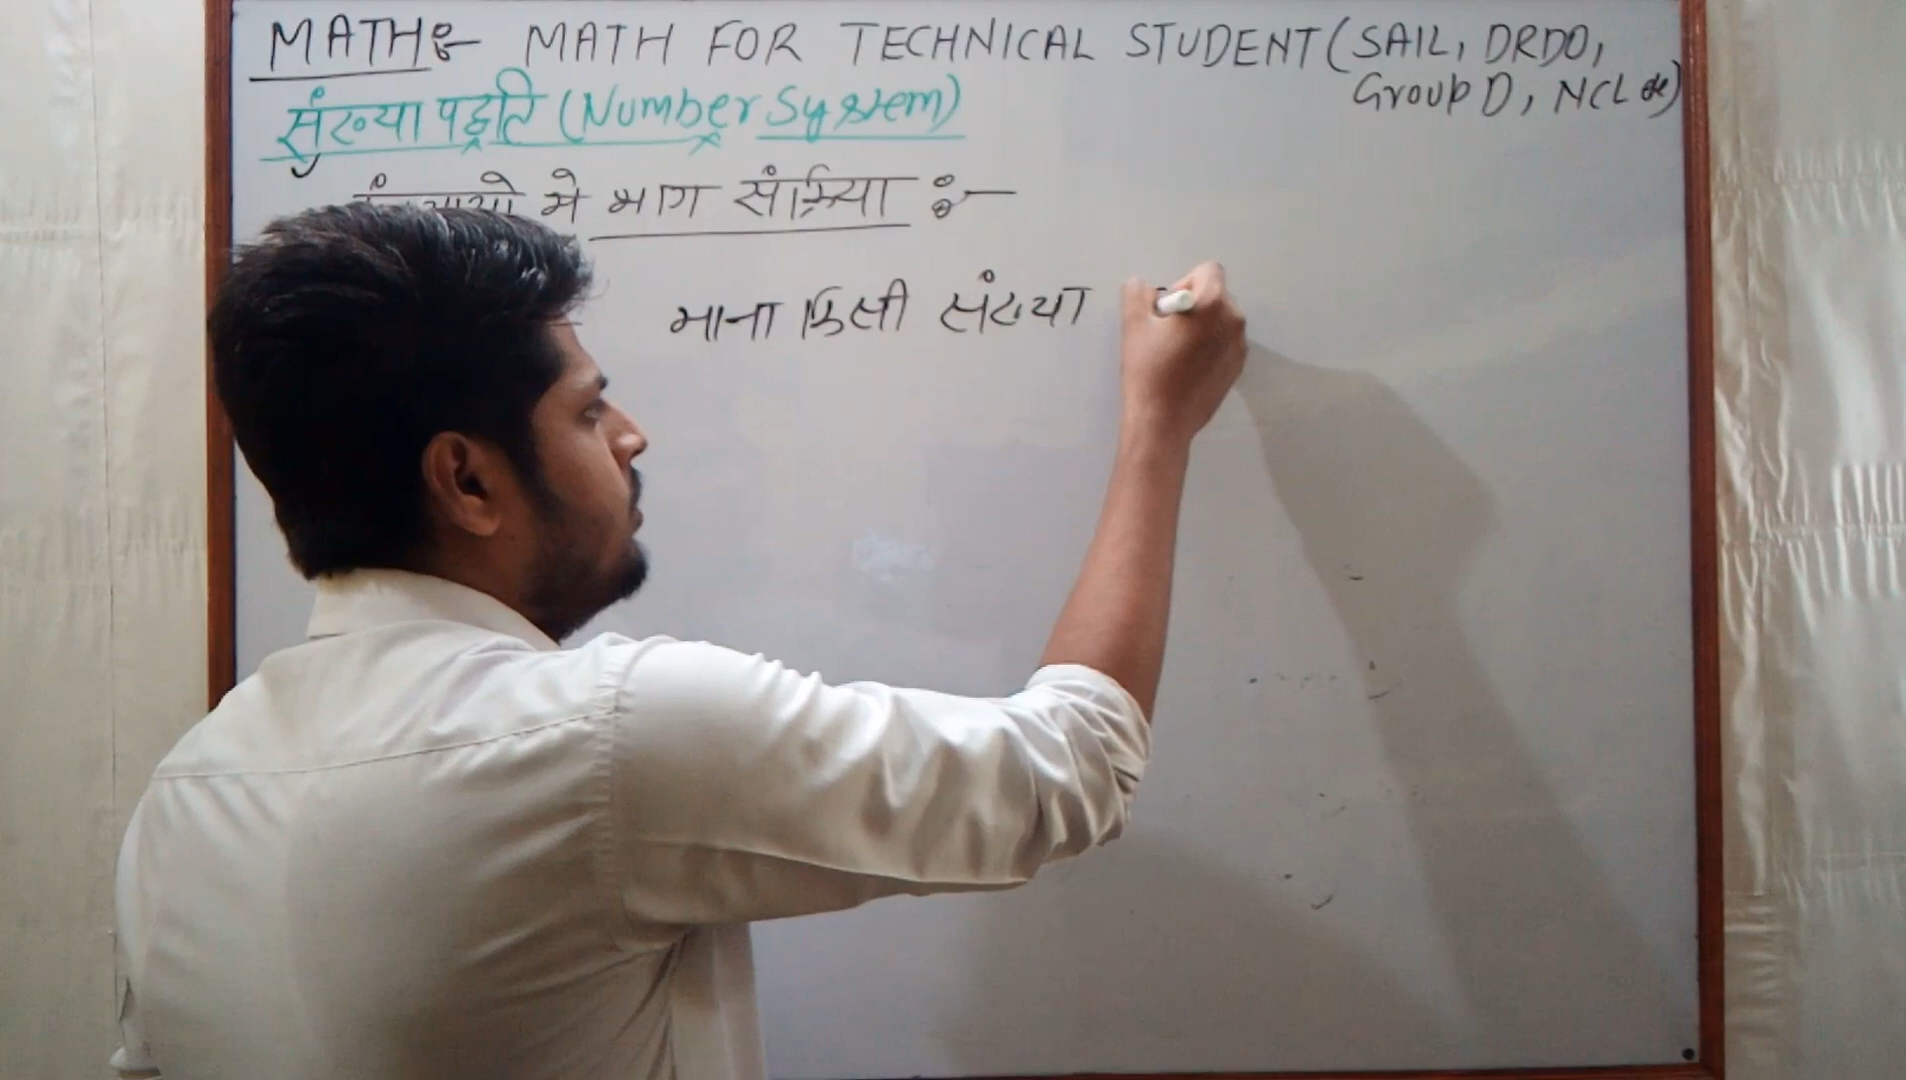 MATH:- MATH FOR TECHNICAL STUDENT (SAIL, DRDO,
Group D, NCL etc)
संख्या पद्धति (Number System)
में भाग संक्रिया :-
माना किसी संख्या